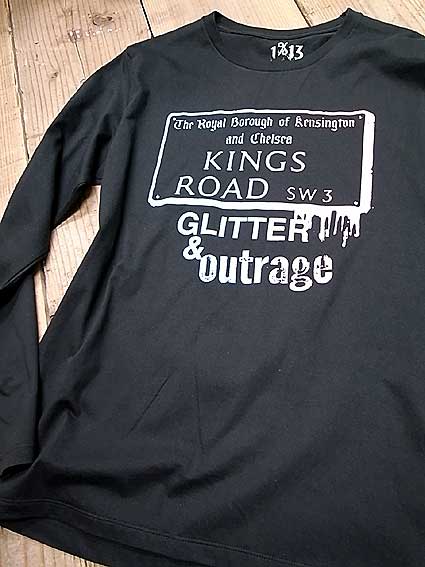 1%13
The Royal Borough of Kensington
and Chelsea
KINGS
ROAD SW3
GLITTER
&
outrage